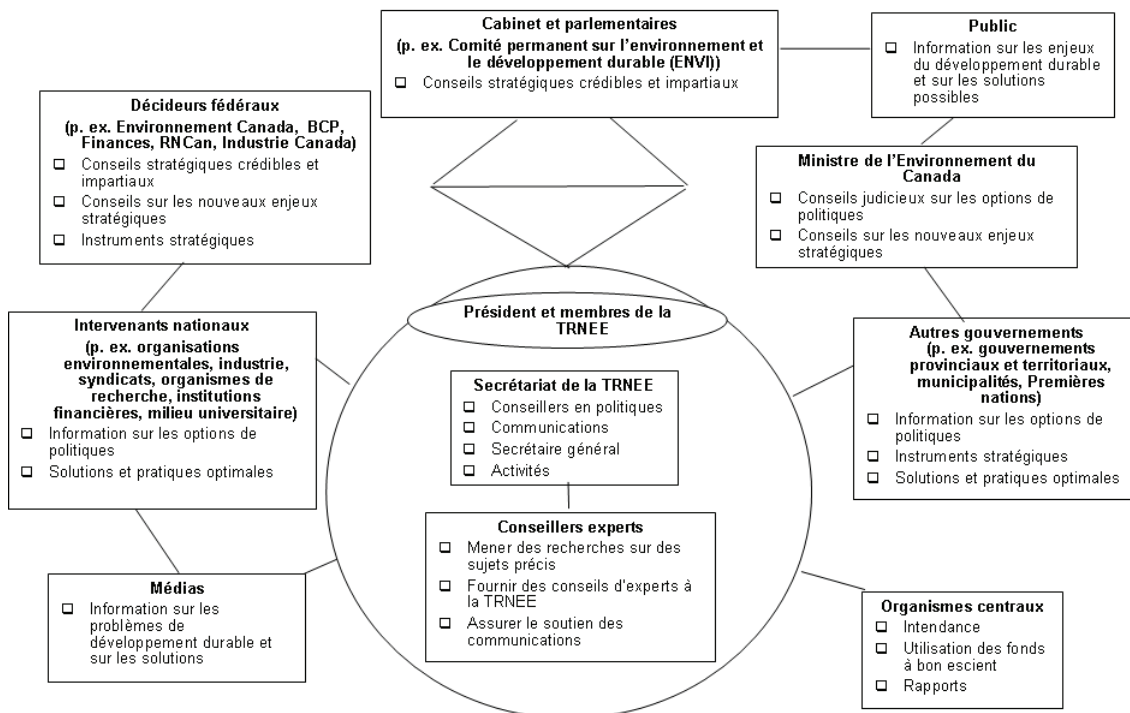 Cabinet et parlementaires
(p. ex. Comité permanent sur l'environnement et
le développement durable (ENVI))
Conseils stratégiques crédibles et impartiaux
Public
Information sur les enjeux
du développement durable
et sur les solutions
possibles
Décideurs fédéraux
(p. ex. Environnement Canada, BCP,
Finances, RNCan, Industrie Canada)
Conseils stratégiques crédibles et
impartiaux
Conseils sur les nouveaux enjeux
stratégiques
Instruments stratégiques
Ministre de l'Environnement du
Canada
Conseils judicieux sur les options de
politiques
Conseils sur les nouveaux enjeux
stratégiques
Président et membres de la
TRNEE
Intervenants nationaux
(p. ex. organisations
environnementales, industrie,
syndicats, organismes de
recherche, institutions
financières, milieu universitaire)
Information sur les options de
politiques
Solutions et pratiques optimales
Secrétariat de la TRNEE
Conseillers en politiques
Communications
Secrétaire général
Activités
Autres gouvernements
(p. ex. gouvernements
provinciaux et territoriaux,
municipalités, Premières
nations)
Information sur les options de
politiques
Instruments stratégiques
Solutions et pratiques optimales
Conseillers experts
Mener des recherches sur des
sujets précis
Fournir des conseils d'experts à
la TRNEE
Assurer le soutien des
communications
Médias
Information sur les
problèmes de
développement durable et
sur les solutions
Organismes centraux
Intendance
Utilisation des fonds
à bon escient
Rapports